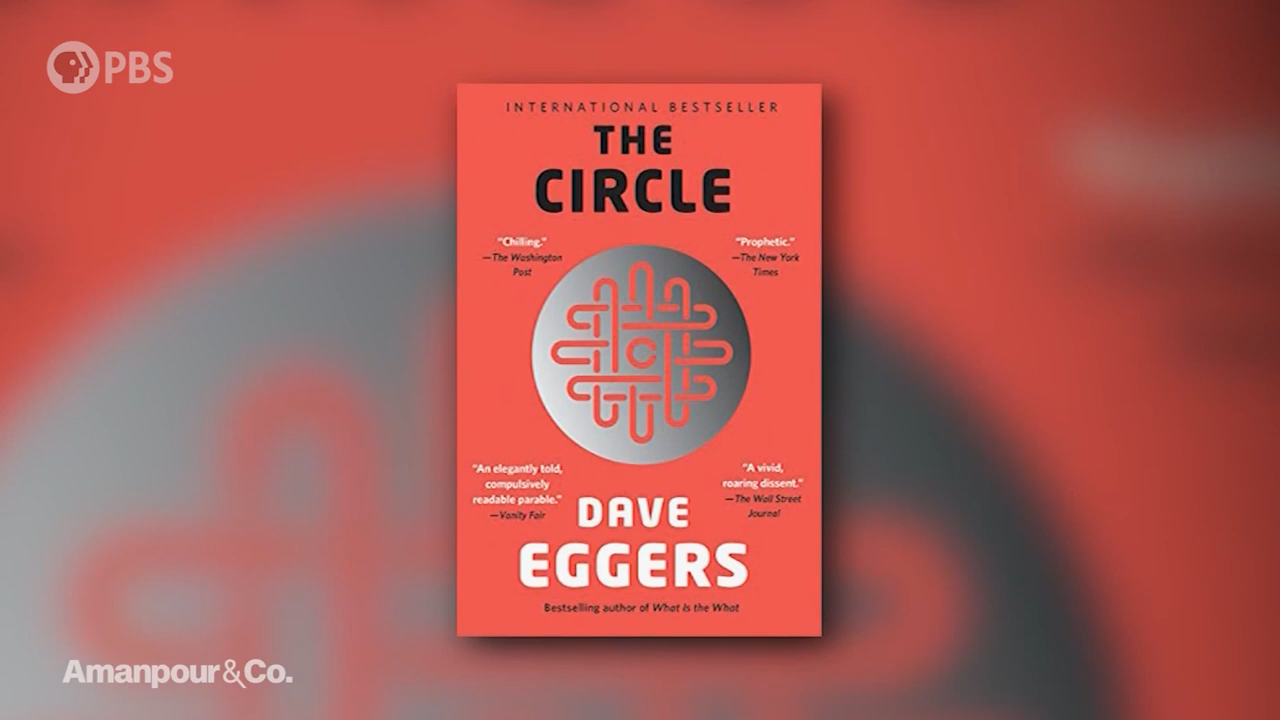 PBS
INTERNATIONAL BESTSELLER
THE
CIRCLE
"Chilling."
—The Washington
Post
"Prophetic."
—The New York
Times
C
"An elegantly told,
compulsively
readable parable."
—Vanity Fair
"A vivid,
roaring dissent."
—The Wall Street
Journal
DAVE
EGGERS
Bestselling author of What Is the What
Amanpour&Co.